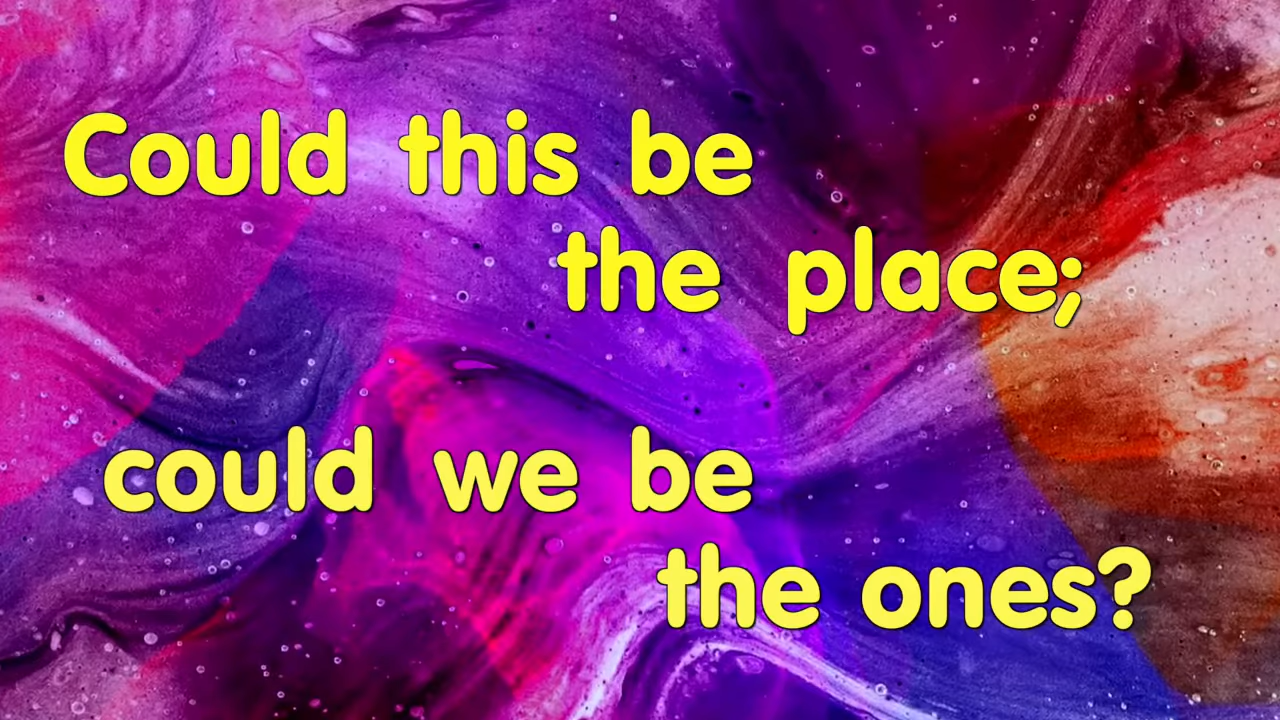 Could this be
the place;
could we be
the ones?